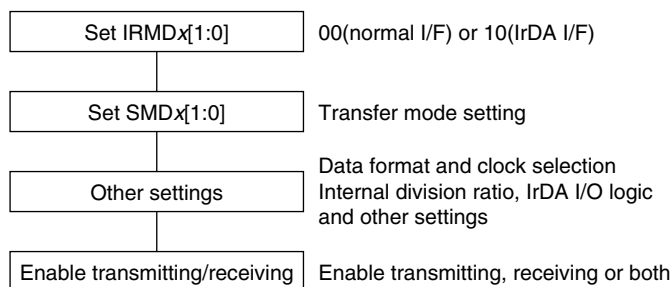 Set IRMDx[1:0]
00(normal I/F) or 10(IrDA I/F)
Set SMDx[1:0]
Transfer mode setting
Other settings
Data format and clock selection
Internal division ratio, IrDA I/O logic
and other settings
Enable transmitting/receiving
Enable transmitting, receiving or both